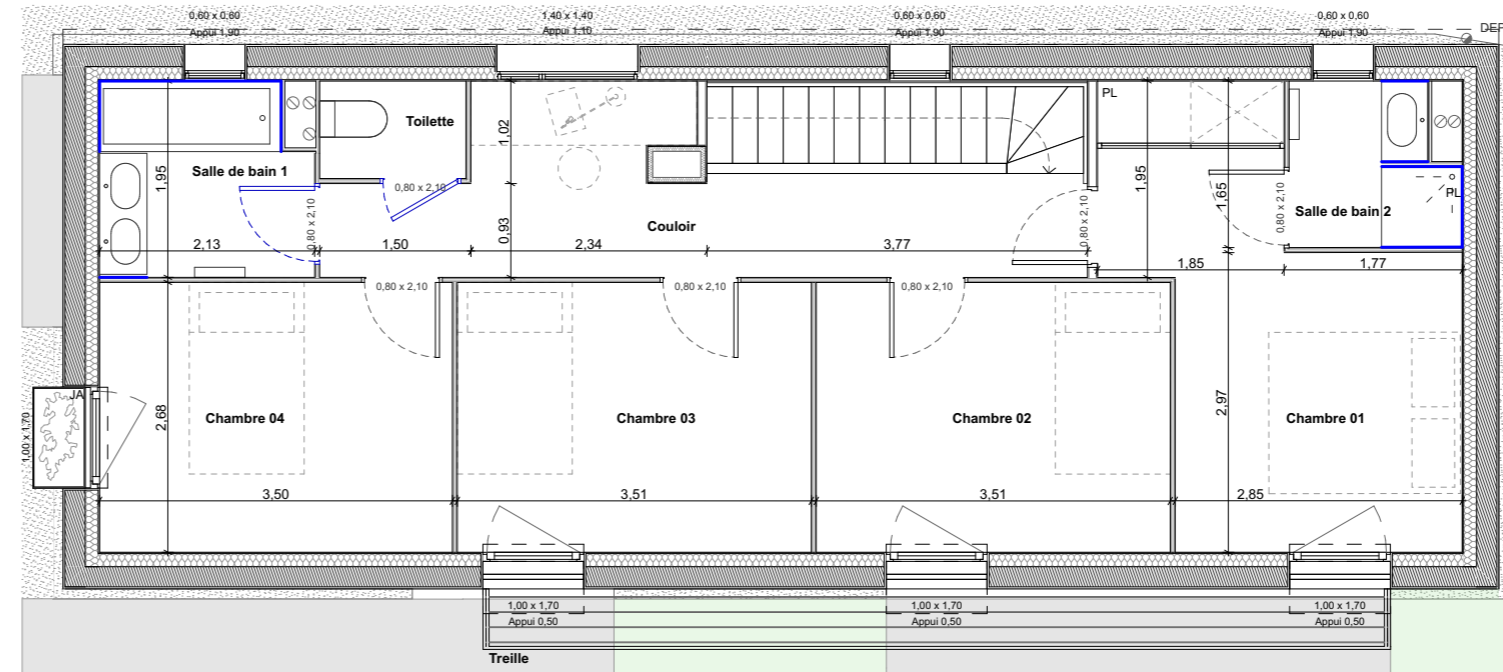 0,60 x 0,60
Appui 1,90
1,40 x 1,40
Appui 1,10
0,60 x 0,60
Appui 1,90
0,60 x 0,60
Appui 1,90
DEP
PL
Toilette
1,02
Salle de bain 1
1,95
0,80 x 2,10
1,95
1,65
PL
0,80 x 2,10
0,93
Couloir
0,80 x 2,10
0,80 x 2,10
Salle de bain 2
2,13
1,50
2,34
3,77
1,85
1,77
0,80 x 2,10
0,80 x 2,10
0,80 x 2,10
JA
1,00 x 1,70
2,68
Chambre 04
Chambre 03
Chambre 02
2,97
Chambre 01
3,50
3,51
3,51
2,85
1,00 x 1,70
Appui 0,50
1,00 x 1,70
Appui 0,50
1,00 x 1,70
Appui 0,50
Treille